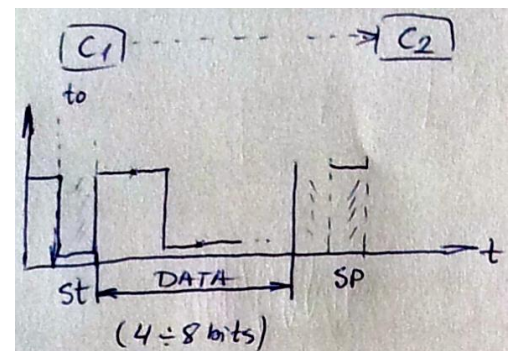 C1 C2
to
t
St DATA SP
(4÷8 bits)